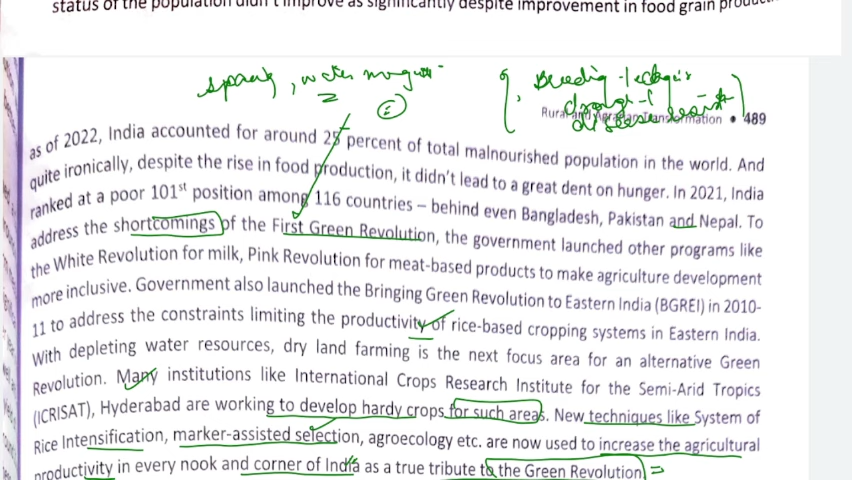 status of the population didn't improve as significantly despite improvement in food grain
spacing, water
Breeding
disease
Rural and Agrarian Transformation • 489
as of 2022, India accounted for around 25 percent of total malnourished population in the world. And
quite ironically, despite the rise in food production, it didn't lead to a great dent on hunger. In 2021, India
ranked at a poor 101st position among 116 countries – behind even Bangladesh, Pakistan and Nepal. To
address the shortcomings of the First Green Revolution, the government launched other programs like
the White Revolution for milk, Pink Revolution for meat-based products to make agriculture development
more inclusive. Government also launched the Bringing Green Revolution to Eastern India (BGREI) in 2010-
11 to address the constraints limiting the productivity of rice-based cropping systems in Eastern India.
With depleting water resources, dry land farming is the next focus area for an alternative Green
Revolution. Many institutions like International Crops Research Institute for the Semi-Arid Tropics
(ICRISAT), Hyderabad are working to develop hardy crops for such areas. New techniques like System of
Rice Intensification, marker-assisted selection, agroecology etc. are now used to increase the agricultural
productivity in every nook and corner of India as a true tribute to the Green Revolution